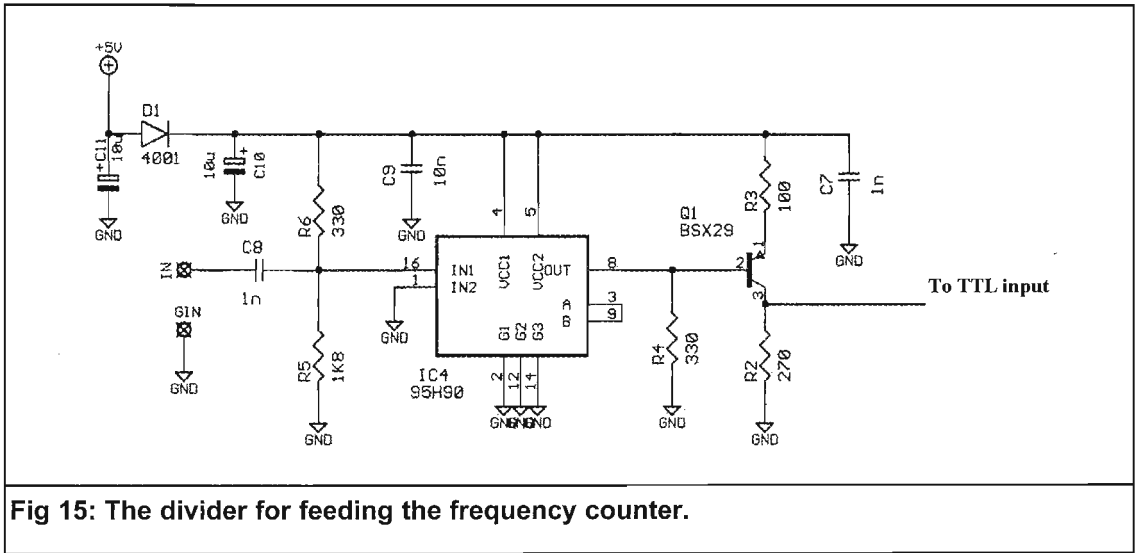 +5V
D1
4001
+C11
10u
10u
+
C10
R6
330
C9
10n
4
5
R3
100
C7
1n
Q1
BSX29
GND
GND
GND
GND
IN
C8
1n
16
1
IN1
IN2
VCC1
VCC2
OUT
8
2
1
3
To TTL input
A
B
3
9
GIN
GND
GND
R5
1K8
G1
G2
G3
IC4
95H90
2
12
14
R4
330
R2
270
GND
GND
GND
GND
GND
GND
Fig 15: The divider for feeding the frequency counter.